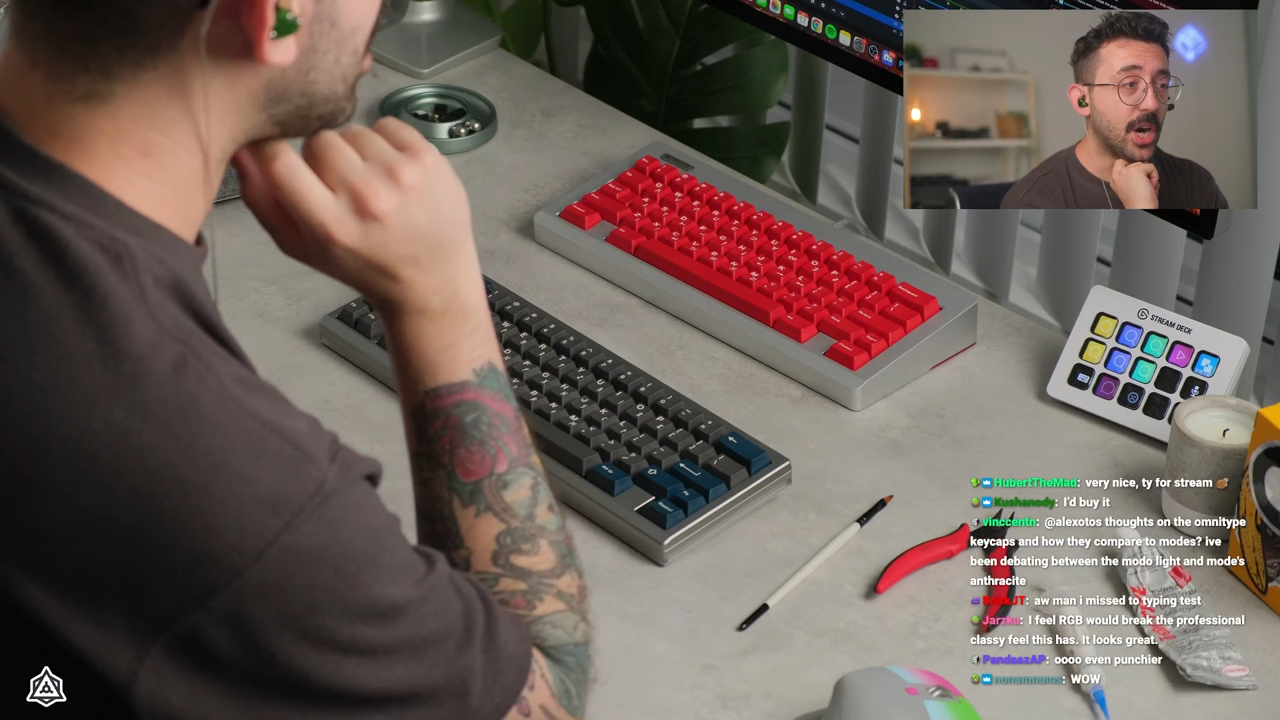 STREAM DECK
HubertTheMad: very nice, ty for stream
Kushanody: I'd buy it
vinccentn: @alexotos thoughts on the omnitype
keycaps and how they compare to modes? ive
been debating between the modo light and mode's
anthracite
aw man i missed to typing test
Jarzku: I feel RGB would break the professional
classy feel this has. It looks great.
PandaazAP: oooo even punchier
WOW